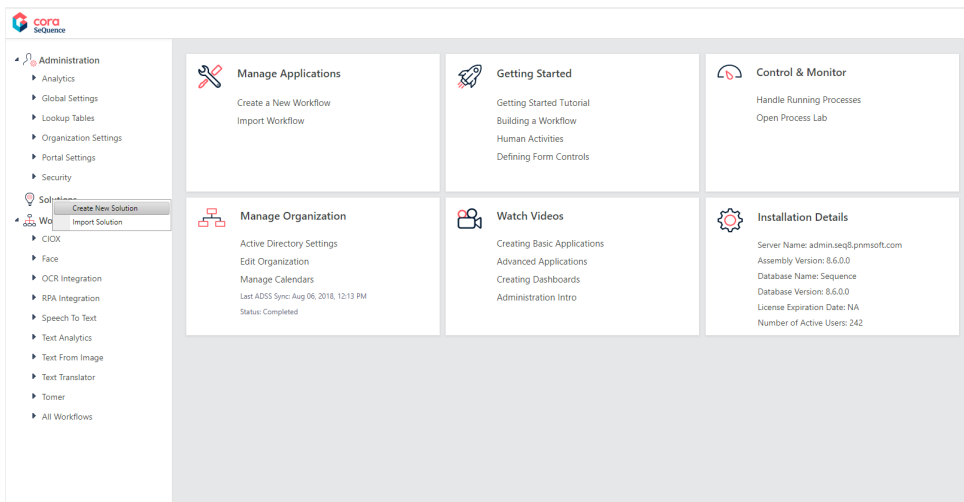 cora
SeQuence
Administration
Analytics
Global Settings
Lookup Tables
Organization Settings
Portal Settings
Security
Solutions
Create New Solution
Import Solution
Wo
CIOX
Face
OCR Integration
RPA Integration
Speech To Text
Text Analytics
Text From Image
Text Translator
Tomer
All Workflows
Manage Applications
Create a New Workflow
Import Workflow
Getting Started
Getting Started Tutorial
Building a Workflow
Human Activities
Defining Form Controls
Control & Monitor
Handle Running Processes
Open Process Lab
Manage Organization
Active Directory Settings
Edit Organization
Manage Calendars
Last ADSS Sync: Aug 06, 2018, 12:13 PM
Status: Completed
Watch Videos
Creating Basic Applications
Advanced Applications
Creating Dashboards
Administration Intro
Installation Details
Server Name: admin.seq8.pnmsoft.com
Assembly Version: 8.6.0.0
Database Name: Sequence
Database Version: 8.6.0.0
License Expiration Date: NA
Number of Active Users: 242